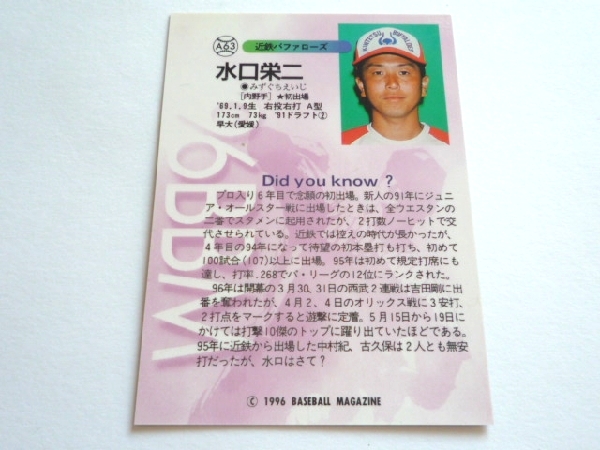 A63
近鉄バファローズ
水口栄二
◉みずぐちえいじ
[内野手] ★初出場
'69.1.9生 右投右打 A型
173cm 73kg '91ドラフト②
早大(愛媛)
Did you know ?
プロ入り6年目で念願の初出場。新人の91年にジュニ
ア・オールスター戦に出場したときは、全ウエスタンの
二番でスタメンに起用されたが、2打数ノーヒットで交
代させられている。近鉄では控えの時代が長かったが、
4年目の94年になって待望の初本塁打も打ち、初めて
100試合(107)以上に出場。95年は初めて規定打席にも
達し、打率.268でパ・リーグの12位にランクされた。
96年は開幕の3月30、31日の西武2連戦は吉田剛に出
番を奪われたが、4月2、4日のオリックス戦に3安打、
2打点をマークすると遊撃に定着。5月15日から19日に
かけては打撃10傑のトップに躍り出ていたほどである。
95年に近鉄から出場した中村紀、古久保は2人とも無安
打だったが、水口はさて?
Ⓒ 1996 BASEBALL MAGAZINE